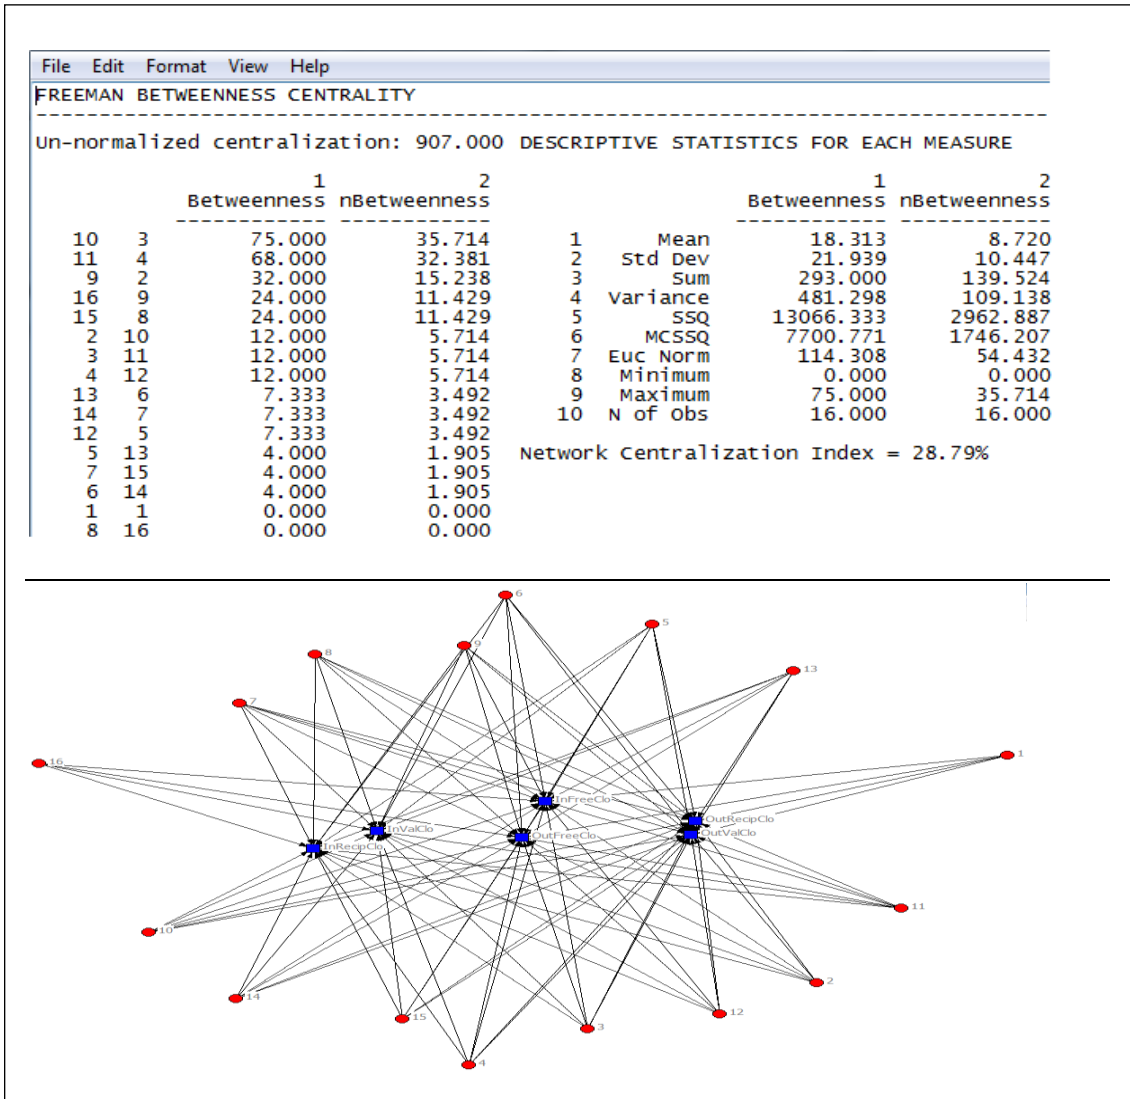 File Edit Format View Help
FREEMAN BETWEENNESS CENTRALITY
--------------------------------------------------------------------------------
Un-normalized centralization: 907.000 DESCRIPTIVE STATISTICS FOR EACH MEASURE
1 2 1 2
Betweenness nBetweenness Betweenness nBetweenness
------------ ------------ ------------ ------------
10 3 75.000 35.714 1 Mean 18.313 8.720
11 4 68.000 32.381 2 Std Dev 21.939 10.447
9 2 32.000 15.238 3 Sum 293.000 139.524
16 9 24.000 11.429 4 Variance 481.298 109.138
15 8 24.000 11.429 5 SSQ 13066.333 2962.887
2 10 12.000 5.714 6 MCSSQ 7700.771 1746.207
3 11 12.000 5.714 7 Euc Norm 114.308 54.432
4 12 12.000 5.714 8 Minimum 0.000 0.000
13 6 7.333 3.492 9 Maximum 75.000 35.714
14 7 7.333 3.492 10 N of Obs 16.000 16.000
12 5 7.333 3.492
5 13 4.000 1.905 Network Centralization Index = 28.79%
7 15 4.000 1.905
6 14 4.000 1.905
1 1 0.000 0.000
8 16 0.000 0.000
6
5
9
8
13
7
1
16
InFreeClo
OutRecipClo
InValClo
OutFreeClo
OutValClo
InRecipClo
11
10
2
14
12
15
3
4